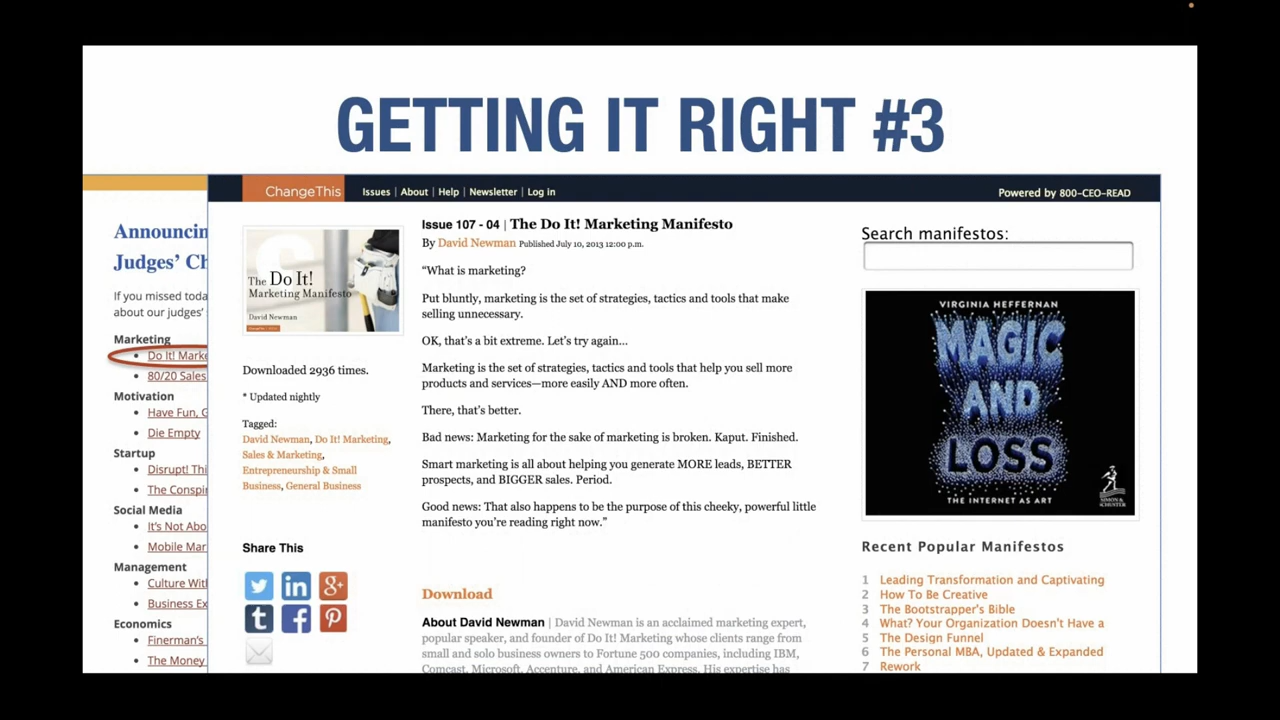 GETTING IT RIGHT #3
ChangeThis
Issues | About | Help | Newsletter | Log in
Powered by 800-CEO-READ
Announcin
Judges’ Ch
If you missed toda
about our judges’
Marketing
Do It! Marke
80/20 Sales
Motivation
Have Fun, G
Die Empty
Startup
Disrupt! Thi
The Conspi
Social Media
It's Not Abo
Mobile Mar
Management
Culture Wit
Business Ex
Economics
Finerman's
The Money
The Do It!
Marketing Manifesto
David Newman
Downloaded 2936 times.
* Updated nightly
Tagged:
David Newman, Do It! Marketing,
Sales & Marketing,
Entrepreneurship & Small
Business, General Business
Share This
Issue 107 - 04 | The Do It! Marketing Manifesto
By David Newman Published July 10, 2013 12:00 p.m.
“What is marketing?
Put bluntly, marketing is the set of strategies, tactics and tools that make
selling unnecessary.
OK, that’s a bit extreme. Let’s try again...
Marketing is the set of strategies, tactics and tools that help you sell more
products and services—more easily AND more often.
There, that’s better.
Bad news: Marketing for the sake of marketing is broken. Kaput. Finished.
Smart marketing is all about helping you generate MORE leads, BETTER
prospects, and BIGGER sales. Period.
Good news: That also happens to be the purpose of this cheeky, powerful little
manifesto you’re reading right now.”
Download
About David Newman | David Newman is an acclaimed marketing expert,
popular speaker, and founder of Do It! Marketing whose clients range from
small and solo business owners to Fortune 500 companies, including IBM,
Comcast, Microsoft, Accenture, and American Express. His expertise has
Search manifestos:
VIRGINIA HEFFERNAN
MAGIC
AND
LOSS
THE INTERNET AS ART
SIMON &
SCHUSTER
Recent Popular Manifestos
1 Leading Transformation and Captivating
2 How To Be Creative
3 The Bootstrapper's Bible
4 What? Your Organization Doesn't Have a
5 The Design Funnel
6 The Personal MBA, Updated & Expanded
7 Rework